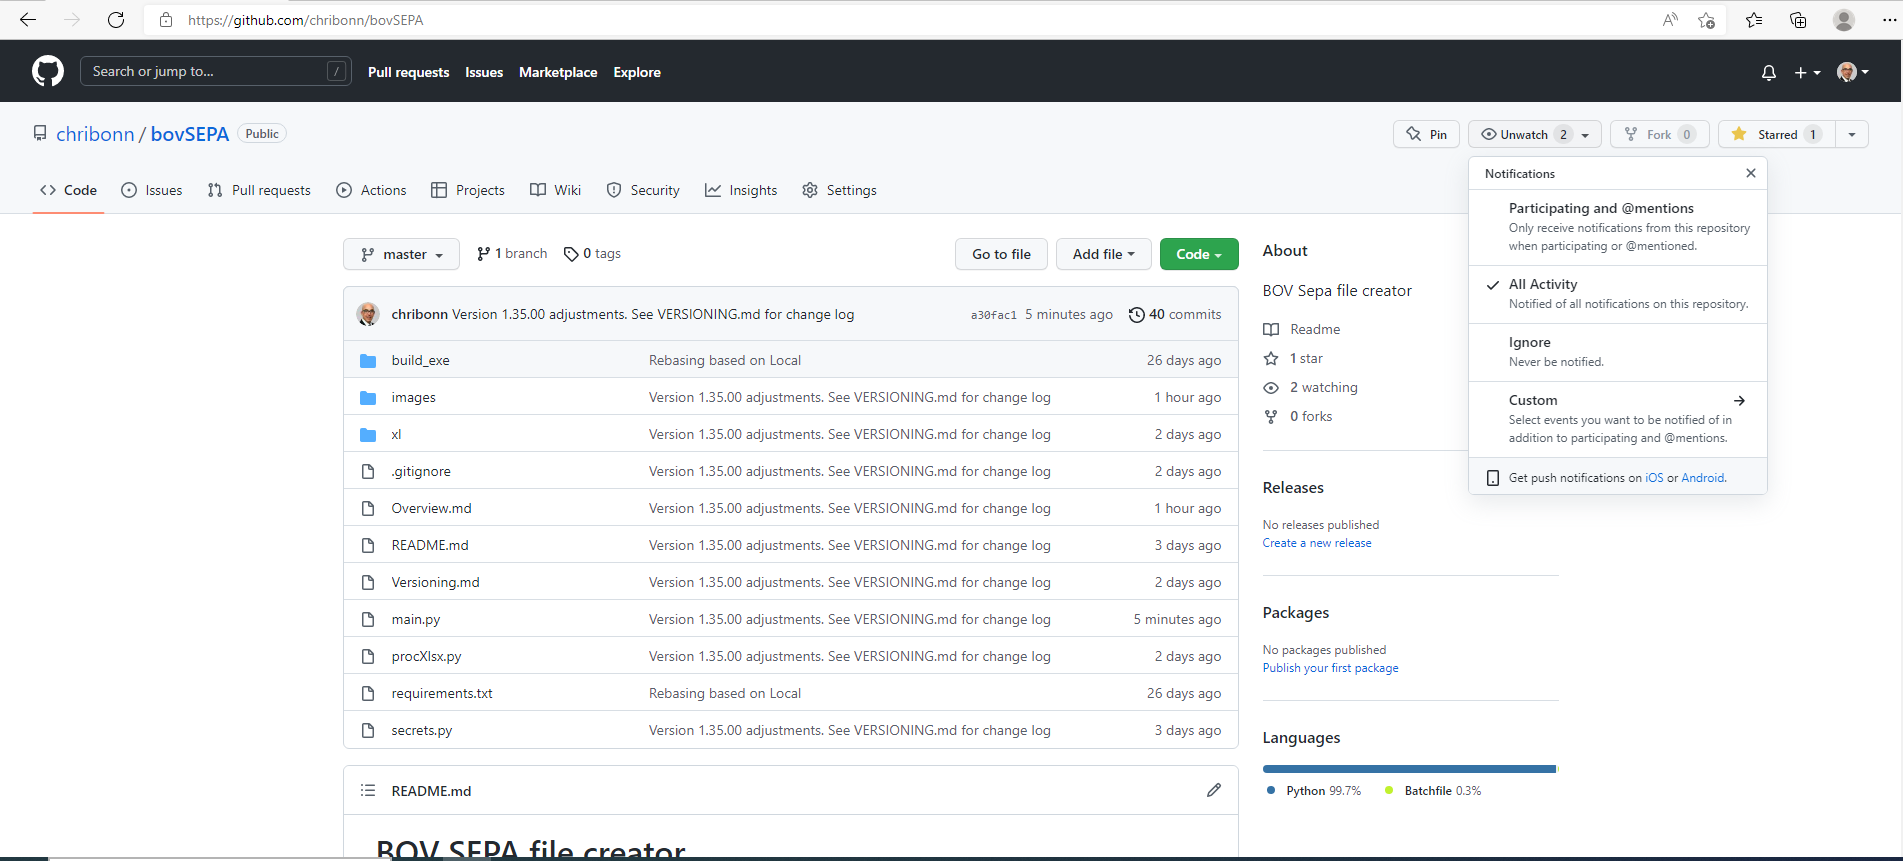 https://github.com/chribonn/bovSEPA
Search or jump to... /
Pull requests Issues Marketplace Explore
chribonn / bovSEPA Public
Pin Unwatch 2 Fork 0 Starred 1
Code Issues Pull requests Actions Projects Wiki Security Insights Settings
Notifications
Participating and @mentions
Only receive notifications from this repository
when participating or @mentioned.
All Activity
Notified of all notifications on this repository.
Ignore
Never be notified.
Custom
Select events you want to be notified of in
addition to participating and @mentions.
Get push notifications on iOS or Android.
master 1 branch 0 tags Go to file Add file Code
chribonn Version 1.35.00 adjustments. See VERSIONING.md for change log a30fac1 5 minutes ago 40 commits
build_exe Rebasing based on Local 26 days ago
images Version 1.35.00 adjustments. See VERSIONING.md for change log 1 hour ago
xl Version 1.35.00 adjustments. See VERSIONING.md for change log 2 days ago
.gitignore Version 1.35.00 adjustments. See VERSIONING.md for change log 2 days ago
Overview.md Version 1.35.00 adjustments. See VERSIONING.md for change log 1 hour ago
README.md Version 1.35.00 adjustments. See VERSIONING.md for change log 3 days ago
Versioning.md Version 1.35.00 adjustments. See VERSIONING.md for change log 2 days ago
main.py Version 1.35.00 adjustments. See VERSIONING.md for change log 5 minutes ago
procXlsx.py Version 1.35.00 adjustments. See VERSIONING.md for change log 2 days ago
requirements.txt Rebasing based on Local 26 days ago
secrets.py Version 1.35.00 adjustments. See VERSIONING.md for change log 3 days ago
README.md
BOV SEPA file creator
About
BOV Sepa file creator
Readme
1 star
2 watching
0 forks
Releases
No releases published
Create a new release
Packages
No packages published
Publish your first package
Languages
Python 99.7% Batchfile 0.3%